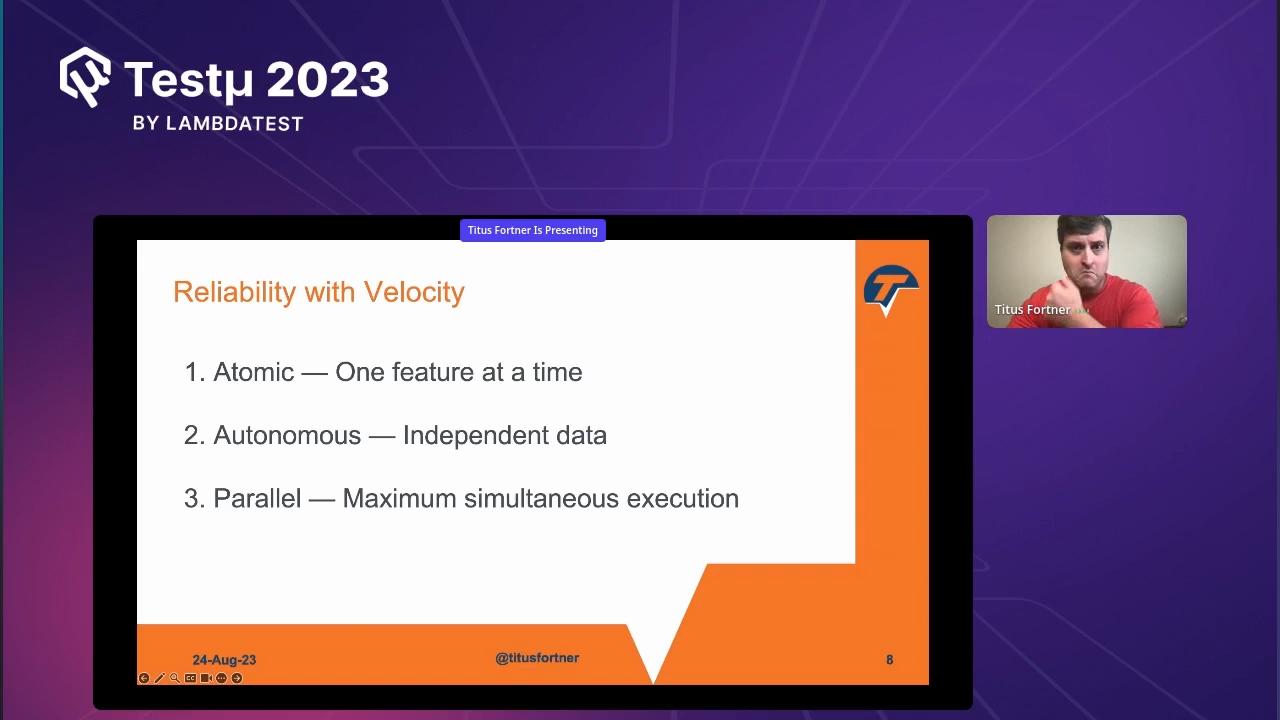 Testμ 2023
BY LAMBDATEST
Titus Fortner Is Presenting
Reliability with Velocity
1. Atomic — One feature at a time
2. Autonomous — Independent data
3. Parallel — Maximum simultaneous execution
24-Aug-23
@titusfortner
8
CC
Titus Fortner